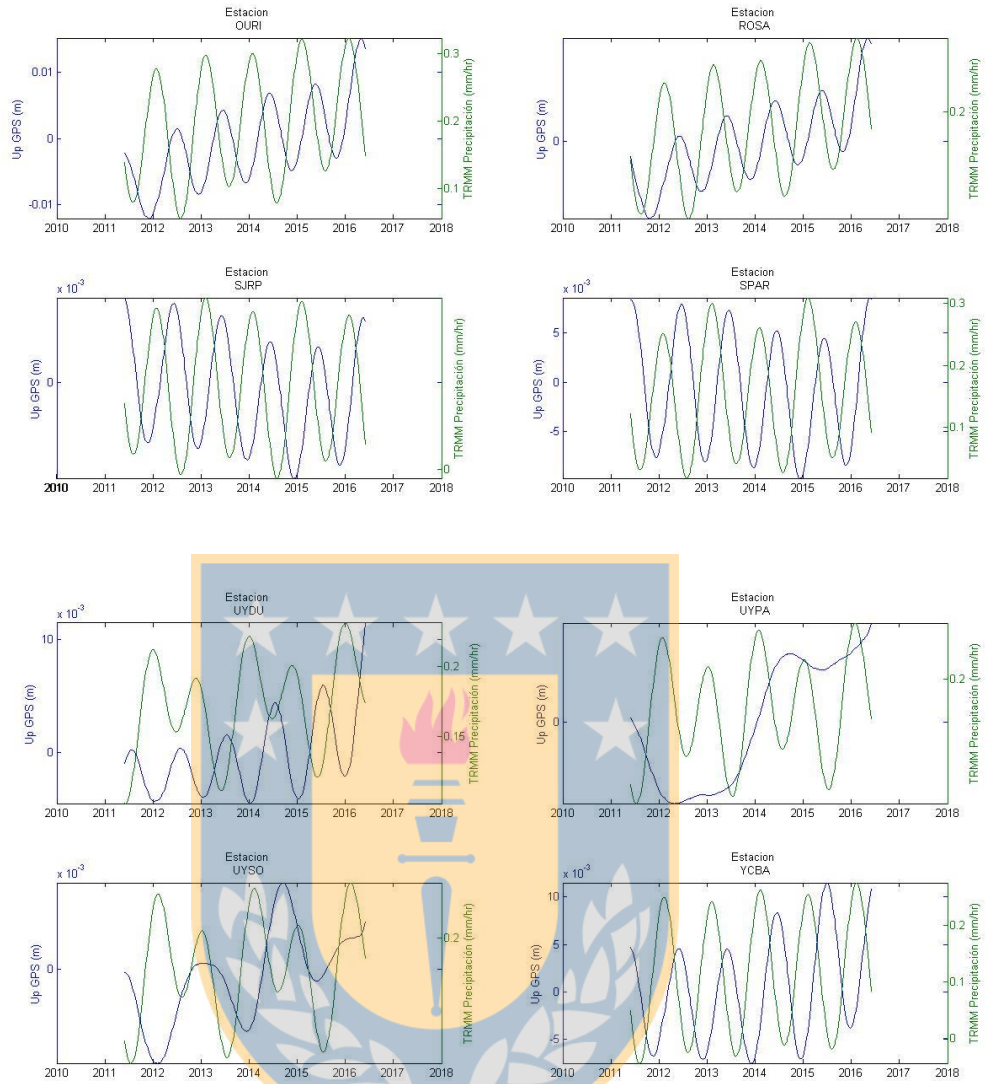 Estacion
OURI
Up GPS (m)
0.01
0
-0.01
TRMM Precipitación (mm/hr)
0.3
0.2
0.1
2010 2011 2012 2013 2014 2015 2016 2017 2018
Estacion
ROSA
Up GPS (m)
0
TRMM Precipitación (mm/hr)
0.2
2010 2011 2012 2013 2014 2015 2016 2017 2018
Estacion
SJRP
x 10-3
Up GPS (m)
0
TRMM Precipitación (mm/hr)
0
2010 2011 2012 2013 2014 2015 2016 2017 2018
Estacion
SPAR
x 10-3
Up GPS (m)
5
0
-5
TRMM Precipitación (mm/hr)
0.3
0.2
0.1
2010 2011 2012 2013 2014 2015 2016 2017 2018
Estacion
UYDU
x 10-3
Up GPS (m)
10
0
TRMM Precipitación (mm/hr)
0.2
0.15
2010 2011 2012 2013 2014 2015 2016 2017 2018
Estacion
UYPA
Up GPS (m)
0
TRMM Precipitación (mm/hr)
0.2
2010 2011 2012 2013 2014 2015 2016 2017 2018
Estacion
UYSO
x 10-3
Up GPS (m)
0
TRMM Precipitación (mm/hr)
0.2
2010 2011 2012 2013 2014 2015 2016 2017 2018
Estacion
YCBA
x 10-3
Up GPS (m)
10
5
0
-5
TRMM Precipitación (mm/hr)
0.2
0.1
0
2010 2011 2012 2013 2014 2015 2016 2017 2018